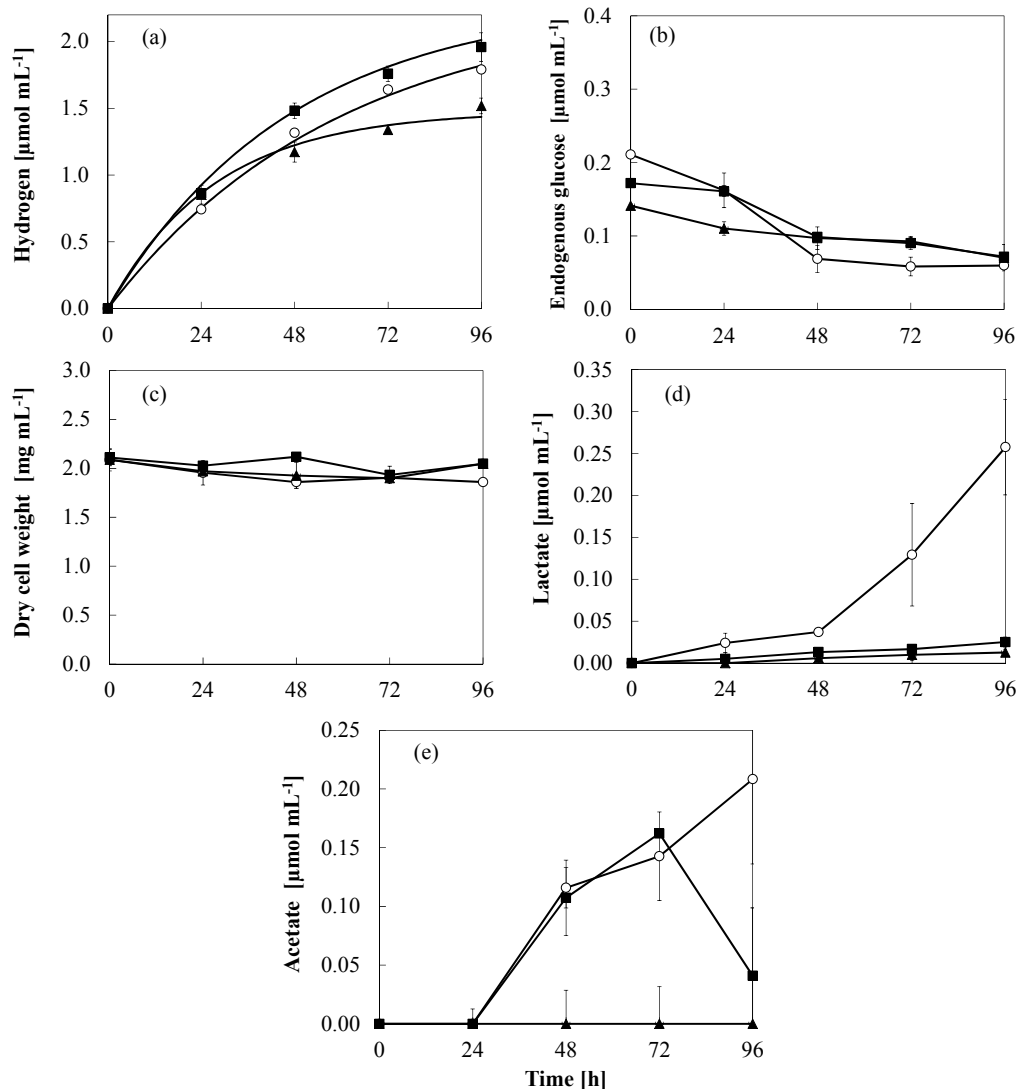 (a)
Hydrogen [μmol mL-1]
2.0
1.5
1.0
0.5
0.0
0 24 48 72 96
(b)
Endogenous glucose [μmol mL-1]
0.4
0.3
0.2
0.1
0.0
0 24 48 72 96
(c)
Dry cell weight [mg mL-1]
3.0
2.5
2.0
1.5
1.0
0.5
0.0
0 24 48 72 96
(d)
Lactate [μmol mL-1]
0.35
0.30
0.25
0.20
0.15
0.10
0.05
0.00
0 24 48 72 96
(e)
Acetate [μmol mL-1]
0.25
0.20
0.15
0.10
0.05
0.00
0 24 48 72 96
Time [h]